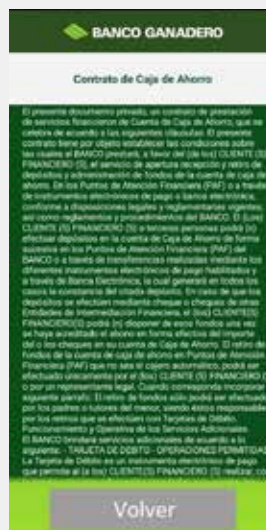 BANCO GANADERO
Contrato de Caja de Ahorro
El presente documento privado, un contrato de prestación
de servicios financieros de Cuenta de Caja de Ahorro, que se
celebra de acuerdo a las siguientes cláusulas. El presente
contrato tiene por objeto establecer las condiciones sobre
las cuales el BANCO prestará, a favor del (de los) CLIENTE (S)
FINANCIERO (S), el servicio de apertura recepción y retiro de
depósitos y administración de fondos de la cuenta de caja de
ahorro. En los Puntos de Atención Financiera (PAF) o a través
de instrumentos electrónicos de pago o banca electrónica,
conforme a disposiciones legales y reglamentarias vigentes,
así como reglamentos y procedimientos del BANCO. El (Los)
CLIENTE (S) FINANCIERO (S) o terceras personas podrá (n)
efectuar depósitos en la cuenta de Caja de Ahorro de forma
sucesiva en los Puntos de Atención Financiera (PAF) del
BANCO o a través de transferencias realizadas mediante los
diferentes instrumentos electrónicos de pago habilitados y
a través de Banca Electrónica, lo cual generará en todos los
casos la constancia del citado depósito. En caso de que los
depósitos se efectúen mediante cheque o cheques de otras
Entidades de Intermediación Financiera, el (los) CLIENTE(S)
FINANCIERO(S) podrá (n) disponer de esos fondos una vez
se haya acreditado el ahorro en forma efectiva del importe
del o los cheques en su cuenta de Caja de Ahorro. El retiro de
fondos de la cuenta de caja de ahorro en Puntos de Atención
Financiera (PAF) que no sea el cajero automático, podrá ser
efectuado únicamente por el (los) CLIENTE (S) FINANCIERO (S)
o por un representante legal. Cuando corresponda incorporar el
siguiente párrafo: El retiro de fondos sólo podrá ser efectuado
por los padres o tutores del menor, siendo éstos responsables
por los retiros que se efectúen con Tarjetas de Débito.
Funcionamiento y Operativa de los Servicios Adicionales.
El BANCO brindará servicios adicionales de acuerdo a lo
siguiente: - TARJETA DE DÉBITO - OPERACIONES PERMITIDAS
La Tarjeta de Débito es un instrumento electrónico de pago
que permite al (a los) CLIENTE(S) FINANCIERO (S) realizar, con
Volver